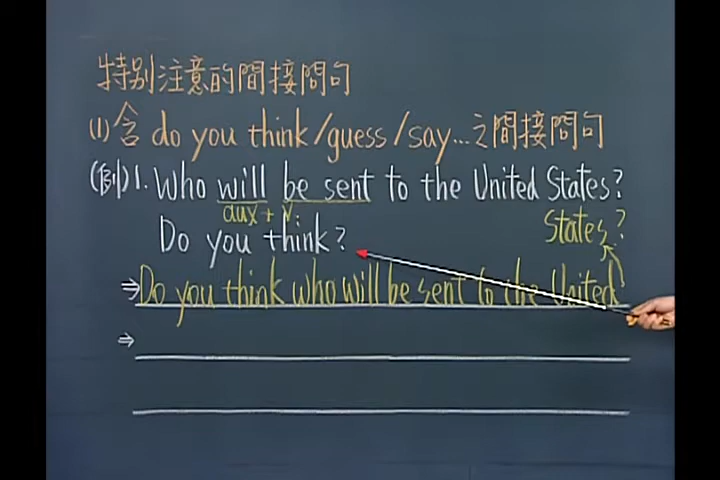 特別注意的間接問句
(1)含 do you think/guess/say…之間接問句
(例)1. Who will be sent to the United States?
aux + v
Do you think?
States?
⇒Do you think who will be sent to the United
⇒